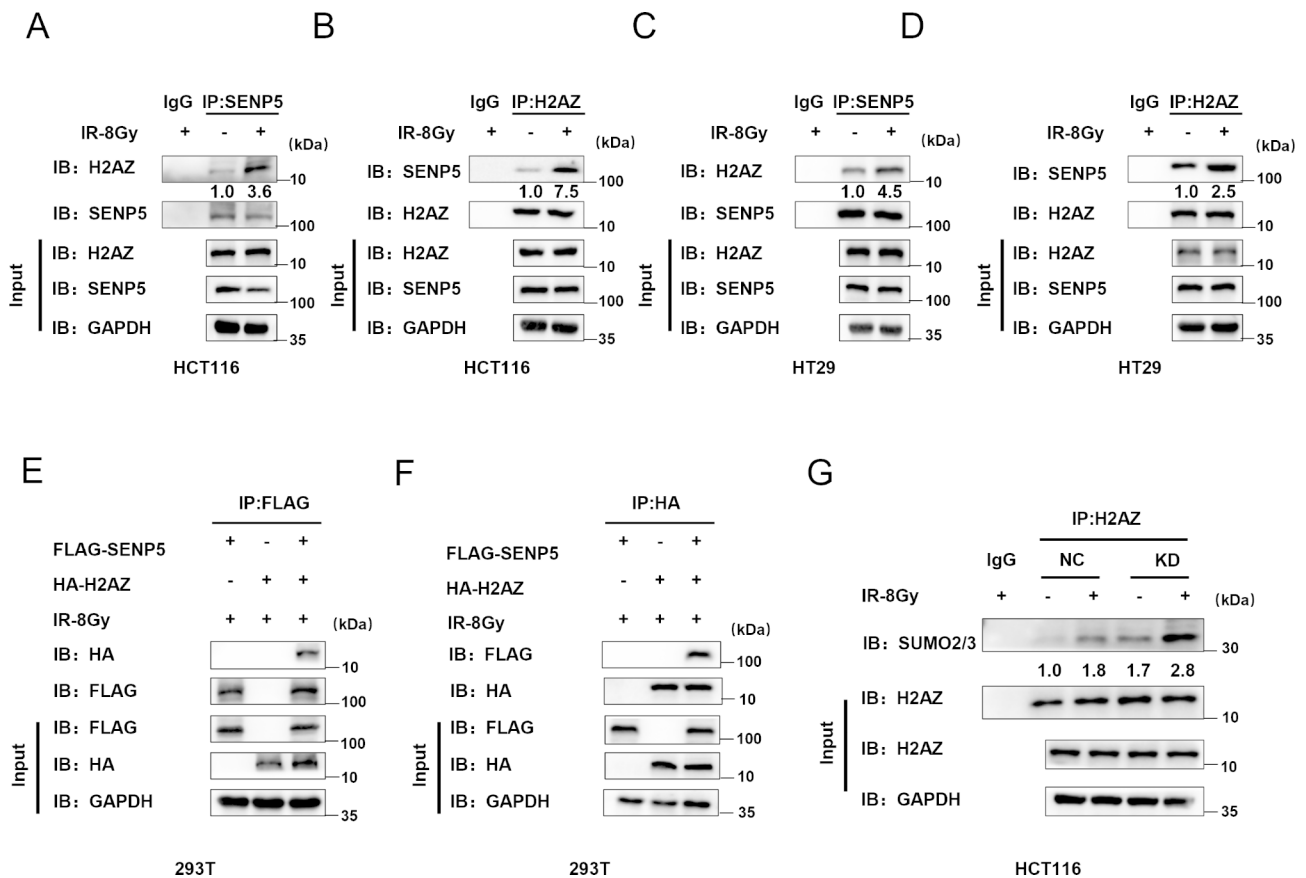 A
IgG IP:SENP5
IR-8Gy + - + (kDa)
IB: H2AZ 10
1.0 3.6
IB: SENP5 100
Input
IB: H2AZ 10
IB: SENP5 100
IB: GAPDH 35
HCT116
B
IgG IP:H2AZ
IR-8Gy + - + (kDa)
IB: SENP5 100
1.0 7.5
IB: H2AZ 10
Input
IB: H2AZ 10
IB: SENP5 100
IB: GAPDH 35
HCT116
C
IgG IP:SENP5
IR-8Gy + - + (kDa)
IB: H2AZ 10
1.0 4.5
IB: SENP5 100
Input
IB: H2AZ 10
IB: SENP5 100
IB: GAPDH 35
HT29
D
IgG IP:H2AZ
IR-8Gy + - + (kDa)
IB: SENP5 100
1.0 2.5
IB: H2AZ 10
Input
IB: H2AZ 10
IB: SENP5 100
IB: GAPDH 35
HT29
E
IP:FLAG
FLAG-SENP5 + - +
HA-H2AZ - + +
IR-8Gy + + + (kDa)
IB: HA 10
IB: FLAG 100
Input
IB: FLAG 100
IB: HA 10
IB: GAPDH 35
293T
F
IP:HA
FLAG-SENP5 + - +
HA-H2AZ - + +
IR-8Gy + + + (kDa)
IB: FLAG 100
IB: HA 10
Input
IB: FLAG 100
IB: HA 10
IB: GAPDH 35
293T
G
IP:H2AZ
IgG NC KD
IR-8Gy + - + - + (kDa)
IB: SUMO2/3 30
1.0 1.8 1.7 2.8
Input
IB: H2AZ 10
IB: H2AZ 10
IB: GAPDH 35
HCT116